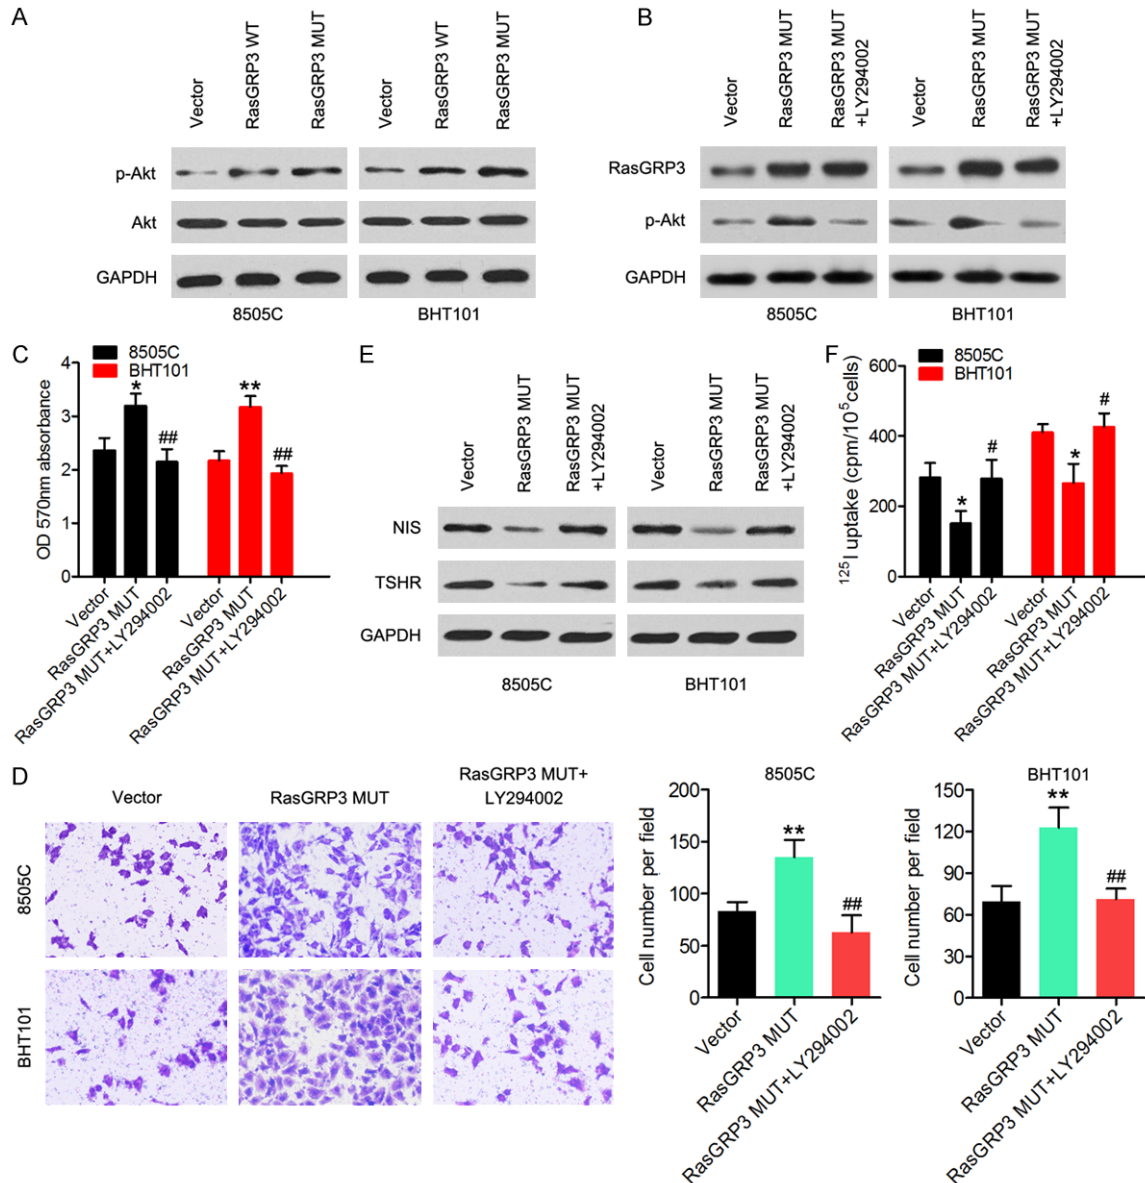 A
Vector
RasGRP3 WT
RasGRP3 MUT
Vector
RasGRP3 WT
RasGRP3 MUT
p-Akt
Akt
GAPDH
8505C
BHT101
B
Vector
RasGRP3 MUT
RasGRP3 MUT
+LY294002
Vector
RasGRP3 MUT
RasGRP3 MUT
+LY294002
RasGRP3
p-Akt
GAPDH
8505C
BHT101
C
8505C
BHT101
OD 570nm absorbance
4
3
2
1
0
*
##
**
##
Vector
RasGRP3 MUT
RasGRP3 MUT+LY294002
Vector
RasGRP3 MUT
RasGRP3 MUT+LY294002
E
Vector
RasGRP3 MUT
RasGRP3 MUT
+LY294002
Vector
RasGRP3 MUT
RasGRP3 MUT
+LY294002
NIS
TSHR
GAPDH
8505C
BHT101
F
8505C
BHT101
¹²⁵I uptake (cpm/10⁵cells)
600
400
200
0
*
#
*
#
Vector
RasGRP3 MUT
RasGRP3 MUT+LY294002
Vector
RasGRP3 MUT
RasGRP3 MUT+LY294002
D
Vector
RasGRP3 MUT
RasGRP3 MUT+
LY294002
8505C
BHT101
8505C
Cell number per field
200
150
100
50
0
**
##
Vector
RasGRP3 MUT
RasGRP3 MUT+LY294002
BHT101
Cell number per field
150
120
90
60
30
0
**
##
Vector
RasGRP3 MUT
RasGRP3 MUT+LY294002